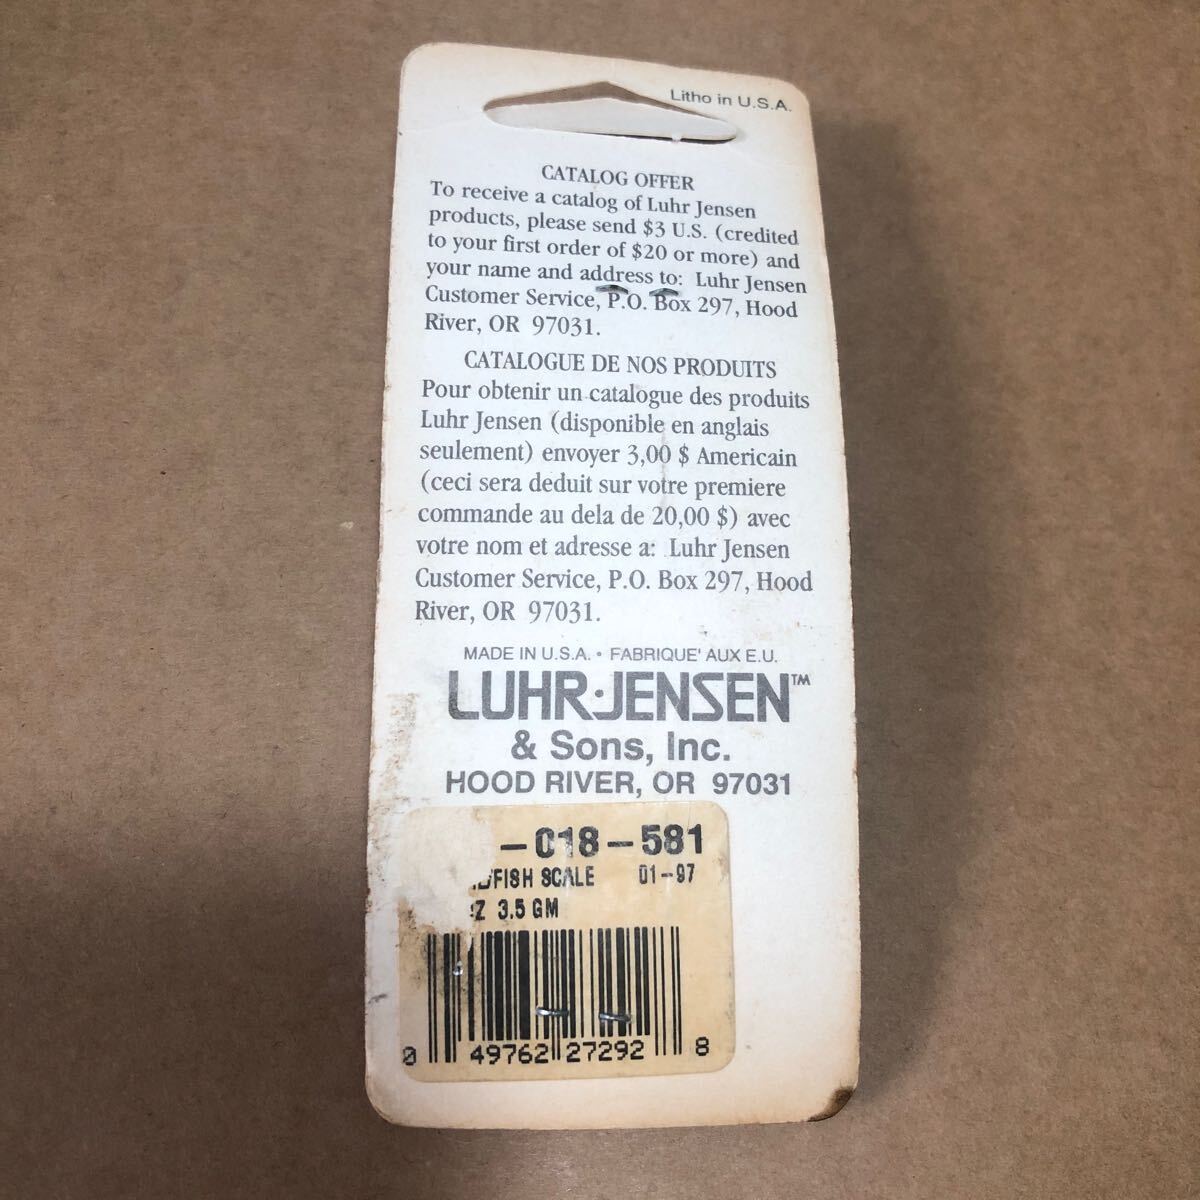 Litho in U.S.A.
CATALOG OFFER
To receive a catalog of Luhr Jensen
products, please send $3 U.S. (credited
to your first order of $20 or more) and
your name and address to: Luhr Jensen
Customer Service, P.O. Box 297, Hood
River, OR 97031.
CATALOGUE DE NOS PRODUITS
Pour obtenir un catalogue des produits
Luhr Jensen (disponible en anglais
seulement) envoyer 3,00 $ Americain
(ceci sera deduit sur votre premiere
commande au dela de 20,00 $) avec
votre nom et adresse a: Luhr Jensen
Customer Service, P.O. Box 297, Hood
River, OR 97031.
MADE IN U.S.A. • FABRIQUE' AUX E.U.
LUHR·JENSEN™
& Sons, Inc.
HOOD RIVER, OR 97031
-018-581
/FISH SCALE 01-97
3.5 GM
0 49762 27292 8